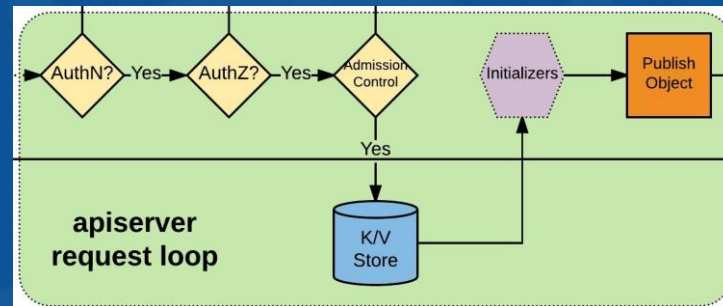 AuthN?
Yes
AuthZ?
Yes
Admission
Control
Initializers
Publish
Object
Yes
K/V
Store
apiserver
request loop